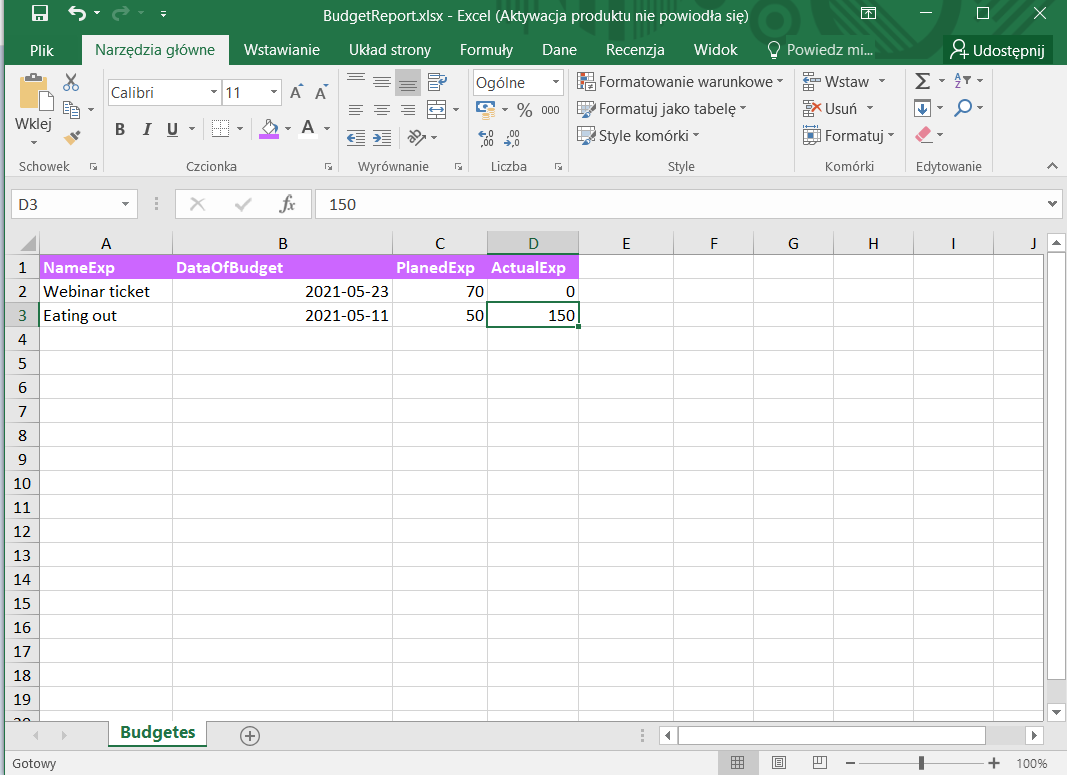 BudgetReport.xlsx - Excel (Aktywacja produktu nie powiodła się)
Plik Narzędzia główne Wstawianie Układ strony Formuły Dane Recenzja Widok Powiedz mi... Udostępnij
Wklej
Schowek
Calibri 11
B I U A
Czcionka
Wyrównanie
Ogólne
% 000
Liczba
Formatowanie warunkowe
Formatuj jako tabelę
Style komórki
Style
Wstaw
Usuń
Formatuj
Komórki
Edytowanie
D3 fx 150
A B C D E F G H I J
1 NameExp DataOfBudget PlanedExp ActualExp
2 Webinar ticket 2021-05-23 70 0
3 Eating out 2021-05-11 50 150
4
5
6
7
8
9
10
11
12
13
14
15
16
17
18
19
20
Budgetes
Gotowy 100%